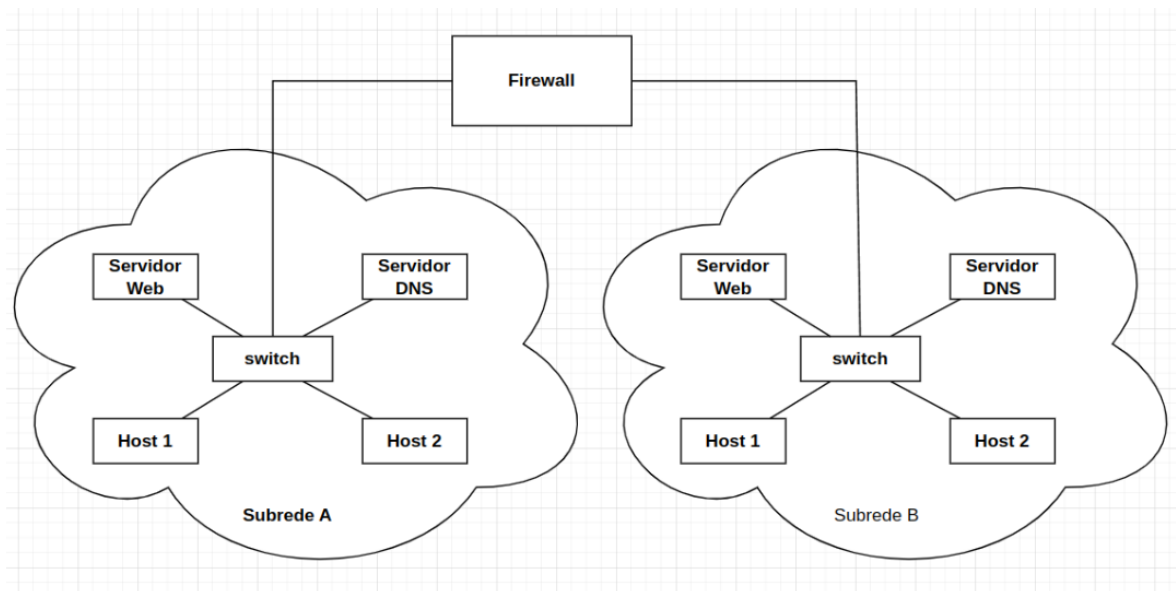 Firewall
Servidor
Web
Servidor
DNS
switch
Host 1
Host 2
Subrede A
Servidor
Web
Servidor
DNS
switch
Host 1
Host 2
Subrede B